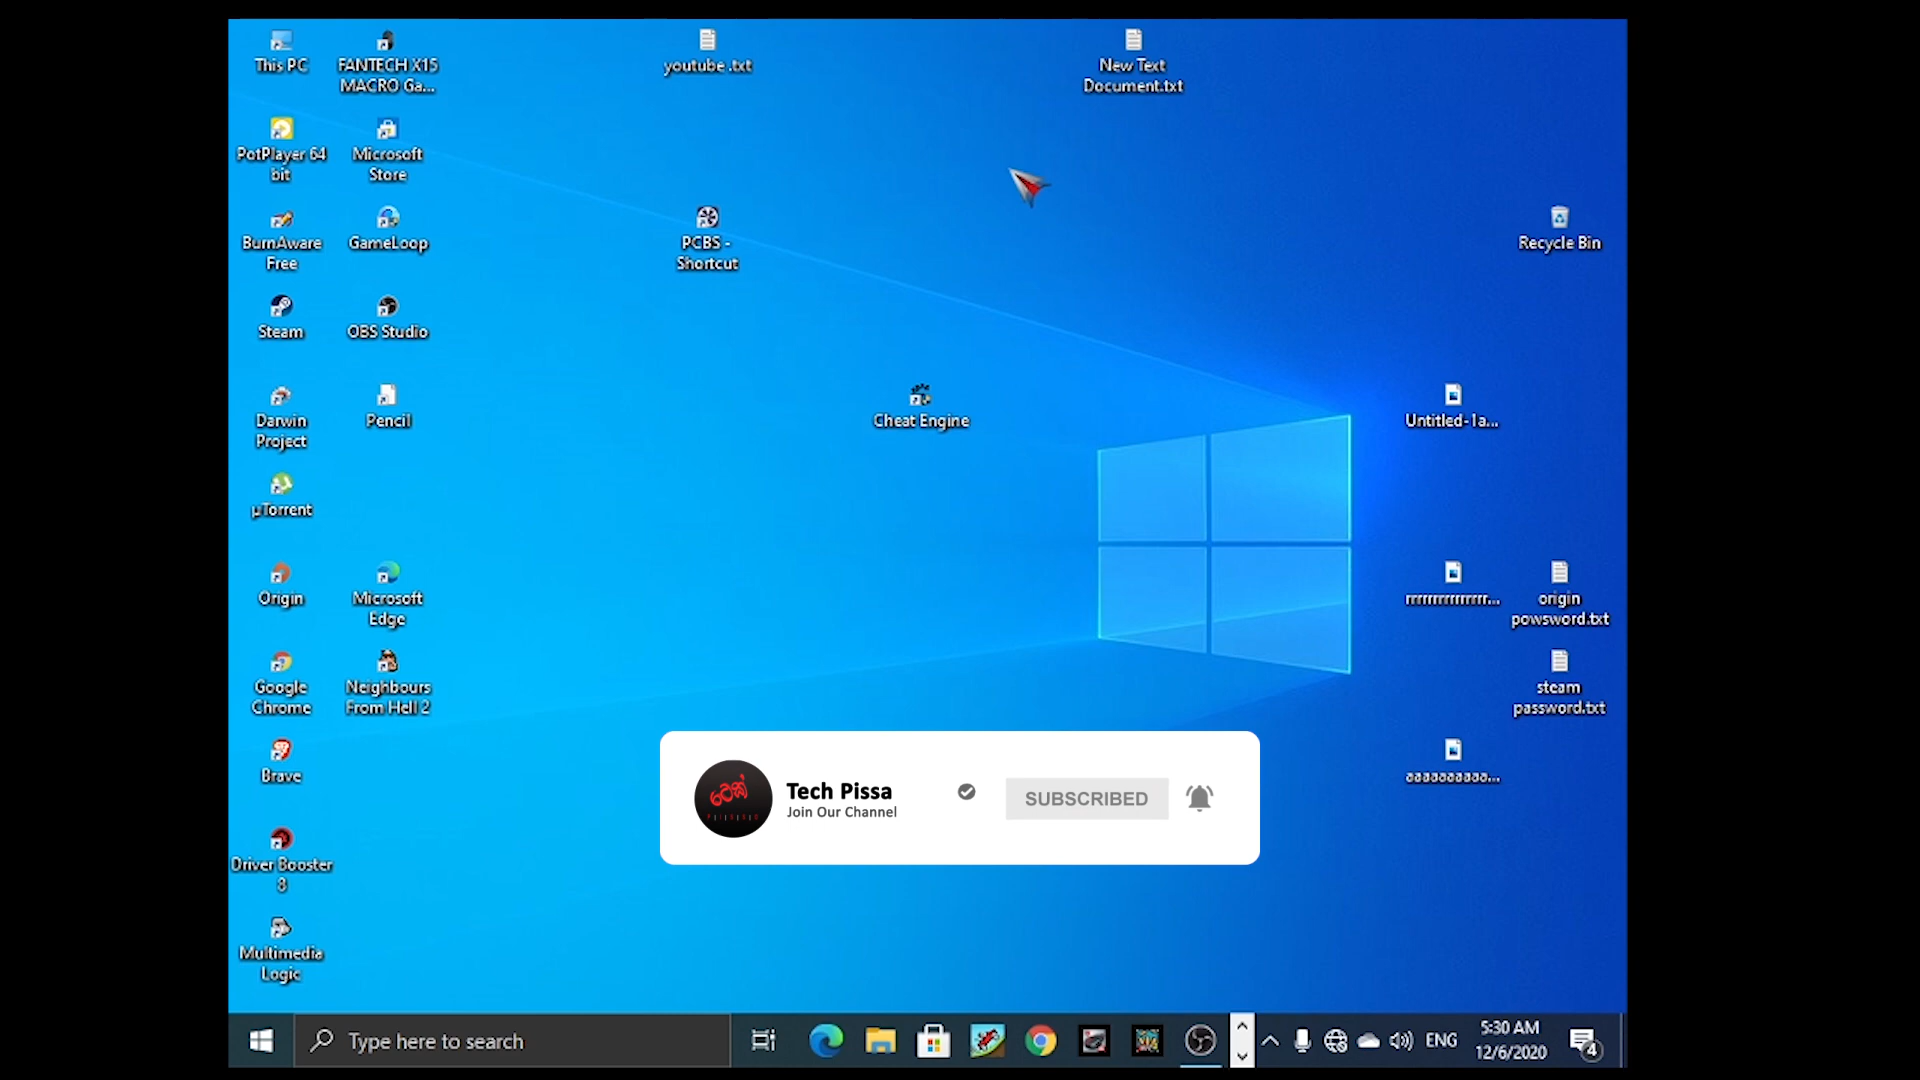 This PC
FANTECH X15
MACRO Ga...
youtube .txt
New Text
Document.txt
PotPlayer 64
bit
Microsoft
Store
BurnAware
Free
GameLoop
PCBS -
Shortcut
Recycle Bin
Steam
OBS Studio
Darwin
Project
Pencil
Cheat Engine
Untitled-1a...
µTorrent
Origin
Microsoft
Edge
rrrrrrrrrrrrrr...
origin
powsword.txt
Google
Chrome
Neighbours
From Hell 2
steam
password.txt
Brave
aaaaaaaaaa...
ටෙක්
Tech Pissa
Join Our Channel
SUBSCRIBED
Driver Booster
8
Multimedia
Logic
Type here to search
ENG
5:30 AM
12/6/2020
4